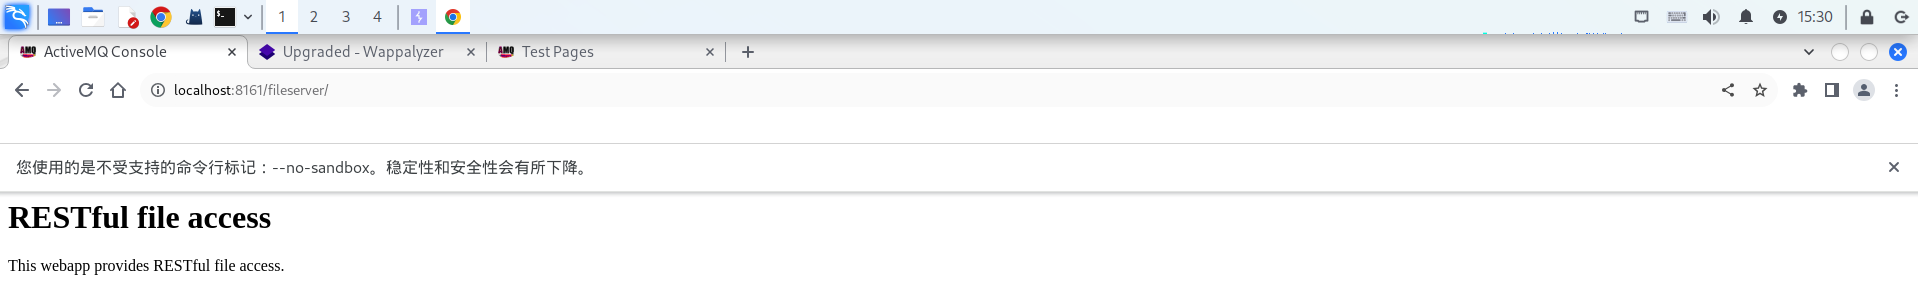 1 2 3 4 15:30
ActiveMQ Console Upgraded - Wappalyzer Test Pages
localhost:8161/fileserver/
您使用的是不受支持的命令行标记：--no-sandbox。稳定性和安全性会有所下降。
RESTful file access
This webapp provides RESTful file access.